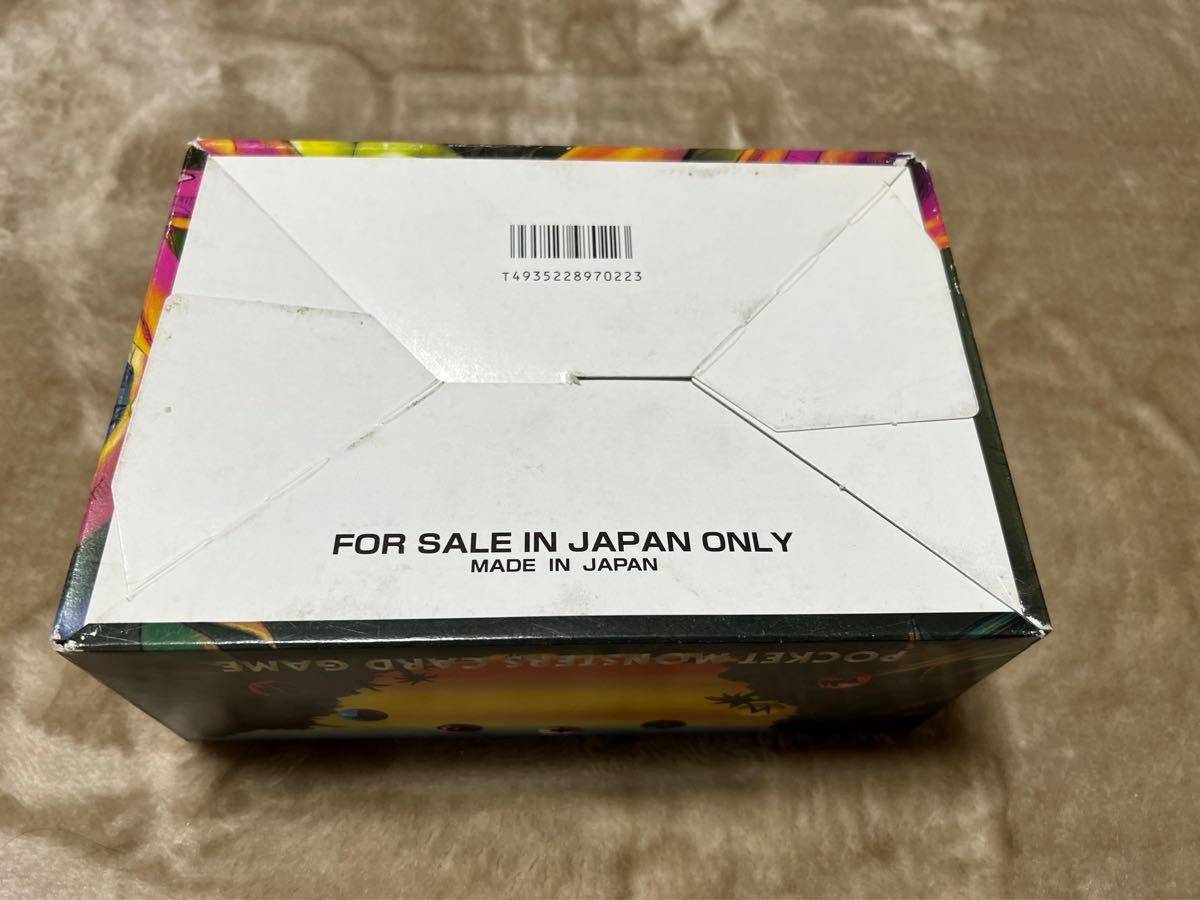 T4935228970223
FOR SALE IN JAPAN ONLY
MADE IN JAPAN
POCKET MONSTERS CARD GAME